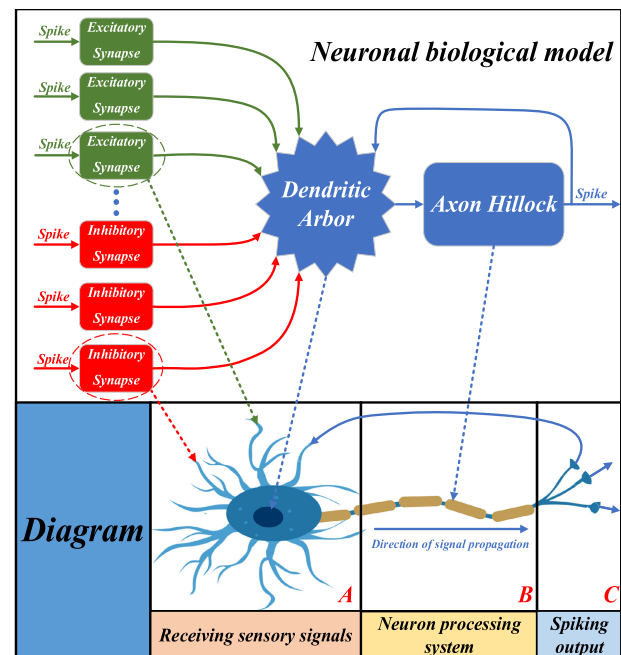 Neuronal biological model
Spike
Excitatory
Synapse
Spike
Excitatory
Synapse
Spike
Excitatory
Synapse
Spike
Inhibitory
Synapse
Spike
Inhibitory
Synapse
Spike
Inhibitory
Synapse
Dendritic
Arbor
Axon Hillock
Spike
Diagram
Direction of signal propagation
A
B
C
Receiving sensory signals
Neuron processing
system
Spiking
output